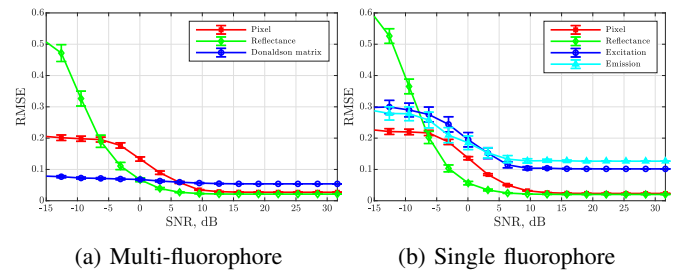 0.6
0.5
0.4
0.3
0.2
0.1
0
RMSE
-15 -10 -5 0 5 10 15 20 25 30
SNR, dB
Pixel
Reflectance
Donaldson matrix
(a) Multi-fluorophore
0.6
0.5
0.4
0.3
0.2
0.1
0
RMSE
-15 -10 -5 0 5 10 15 20 25 30
SNR, dB
Pixel
Reflectance
Excitation
Emission
(b) Single fluorophore